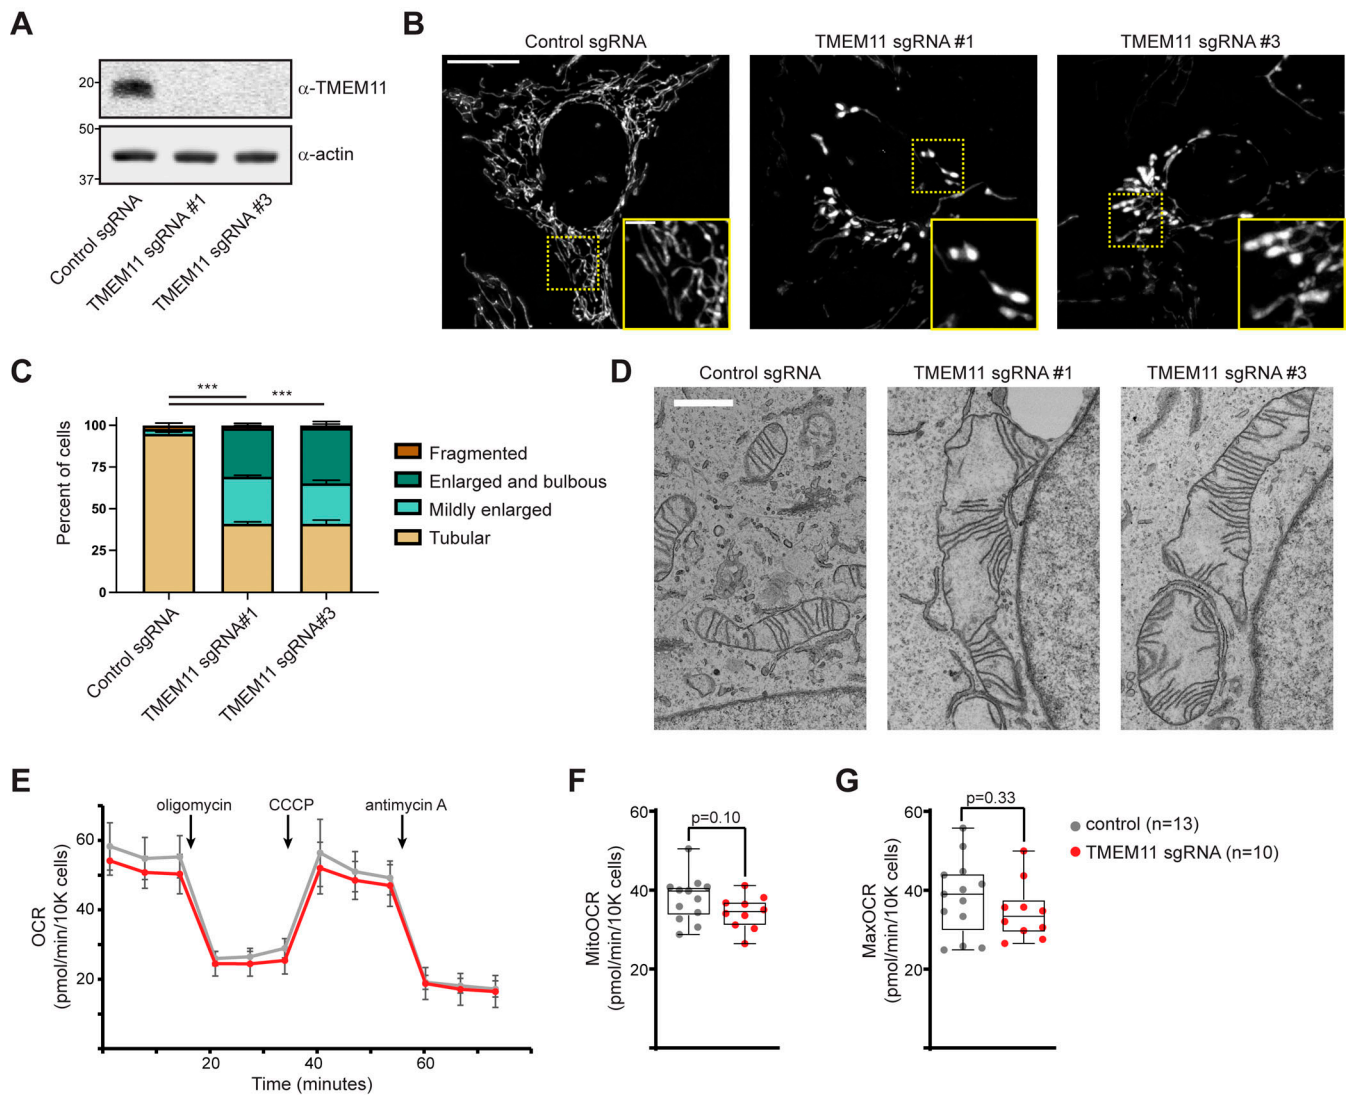 A
20
α-TMEM11
50
α-actin
37
Control sgRNA
TMEM11 sgRNA #1
TMEM11 sgRNA #3
B
Control sgRNA
TMEM11 sgRNA #1
TMEM11 sgRNA #3
C
***
***
100
75
50
25
0
Percent of cells
Control sgRNA
TMEM11 sgRNA#1
TMEM11 sgRNA#3
Fragmented
Enlarged and bulbous
Mildly enlarged
Tubular
D
Control sgRNA
TMEM11 sgRNA #1
TMEM11 sgRNA #3
E
oligomycin
CCCP
antimycin A
60
40
20
OCR
(pmol/min/10K cells)
20
40
60
Time (minutes)
F
p=0.10
60
40
20
MitoOCR
(pmol/min/10K cells)
G
p=0.33
60
40
20
MaxOCR
(pmol/min/10K cells)
control (n=13)
TMEM11 sgRNA (n=10)